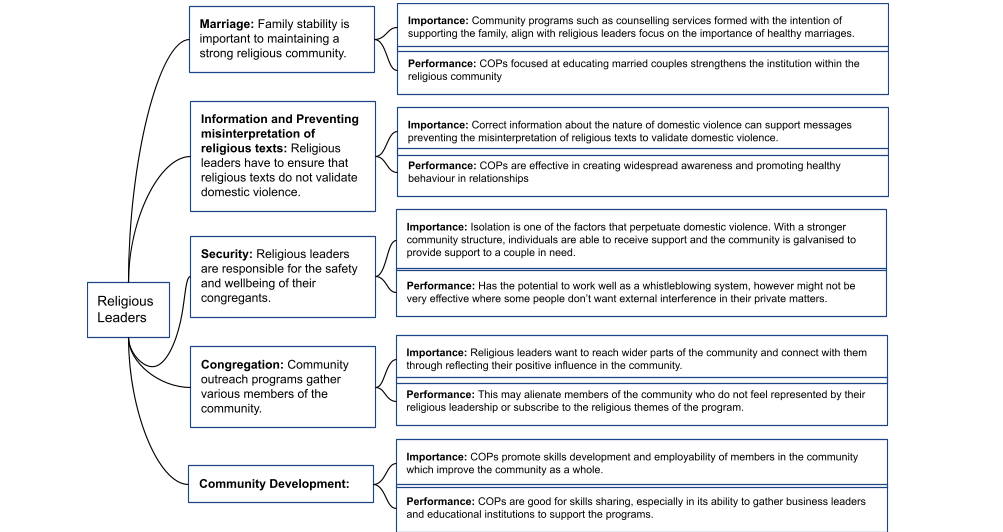 Marriage: Family stability is
important to maintaining a
strong religious community.
Importance: Community programs such as counselling services formed with the intention of
supporting the family, align with religious leaders focus on the importance of healthy marriages.
Performance: COPs focused at educating married couples strengthens the institution within the
religious community
Information and Preventing
misinterpretation of
religious texts: Religious
leaders have to ensure that
religious texts do not validate
domestic violence.
Importance: Correct information about the nature of domestic violence can support messages
preventing the misinterpretation of religious texts to validate domestic violence.
Performance: COPs are effective in creating widespread awareness and promoting healthy
behaviour in relationships
Religious
Leaders
Security: Religious leaders
are responsible for the safety
and wellbeing of their
congregants.
Importance: Isolation is one of the factors that perpetuate domestic violence. With a stronger
community structure, individuals are able to receive support and the community is galvanised to
provide support to a couple in need.
Performance: Has the potential to work well as a whistleblowing system, however might not be
very effective where some people don't want external interference in their private matters.
Congregation: Community
outreach programs gather
various members of the
community.
Importance: Religious leaders want to reach wider parts of the community and connect with them
through reflecting their positive influence in the community.
Performance: This may alienate members of the community who do not feel represented by their
religious leadership or subscribe to the religious themes of the program.
Community Development:
Importance: COPs promote skills development and employability of members in the community
which improve the community as a whole.
Performance: COPs are good for skills sharing, especially in its ability to gather business leaders
and educational institutions to support the programs.